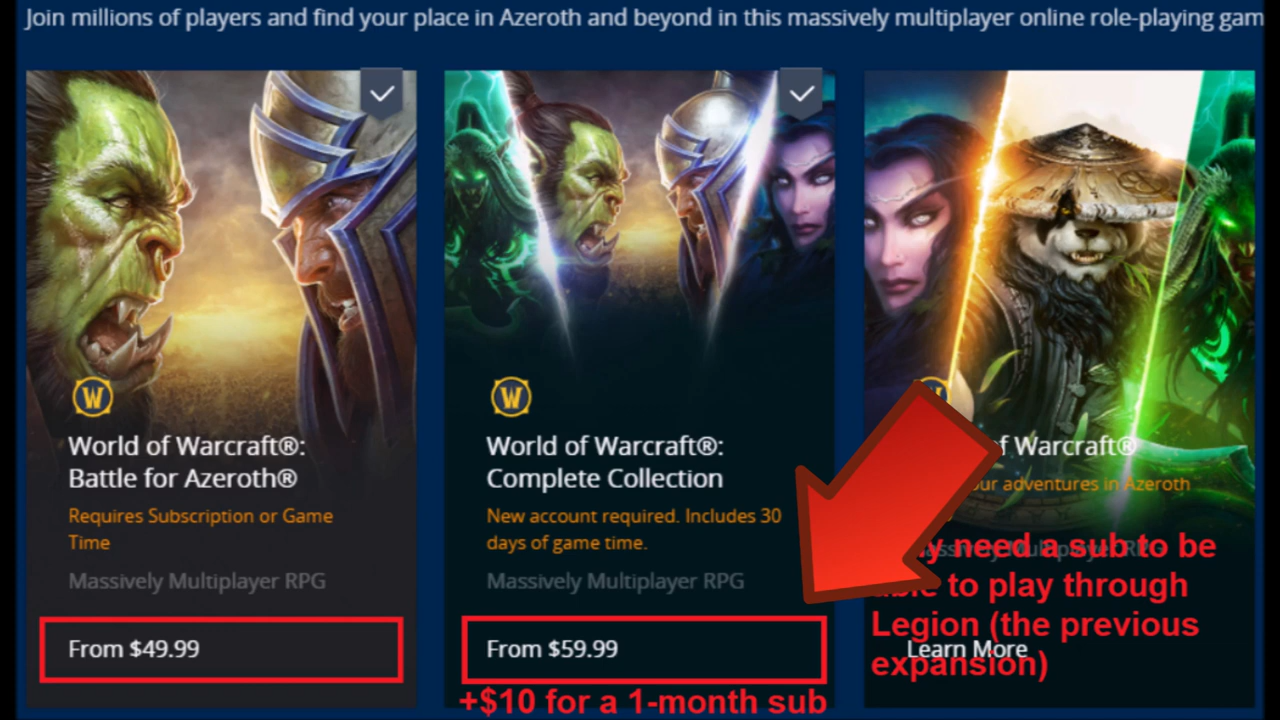 Join millions of players and find your place in Azeroth and beyond in this massively multiplayer online role-playing gam
World of Warcraft®:
Battle for Azeroth®
Requires Subscription or Game
Time
Massively Multiplayer RPG
From $49.99
World of Warcraft®:
Complete Collection
New account required. Includes 30
days of game time.
Massively Multiplayer RPG
From $59.99
+$10 for a 1-month sub
of Warcraft®
our adventures in Azeroth
need a sub to be
to play through
Legion (the previous
expansion)
Learn More